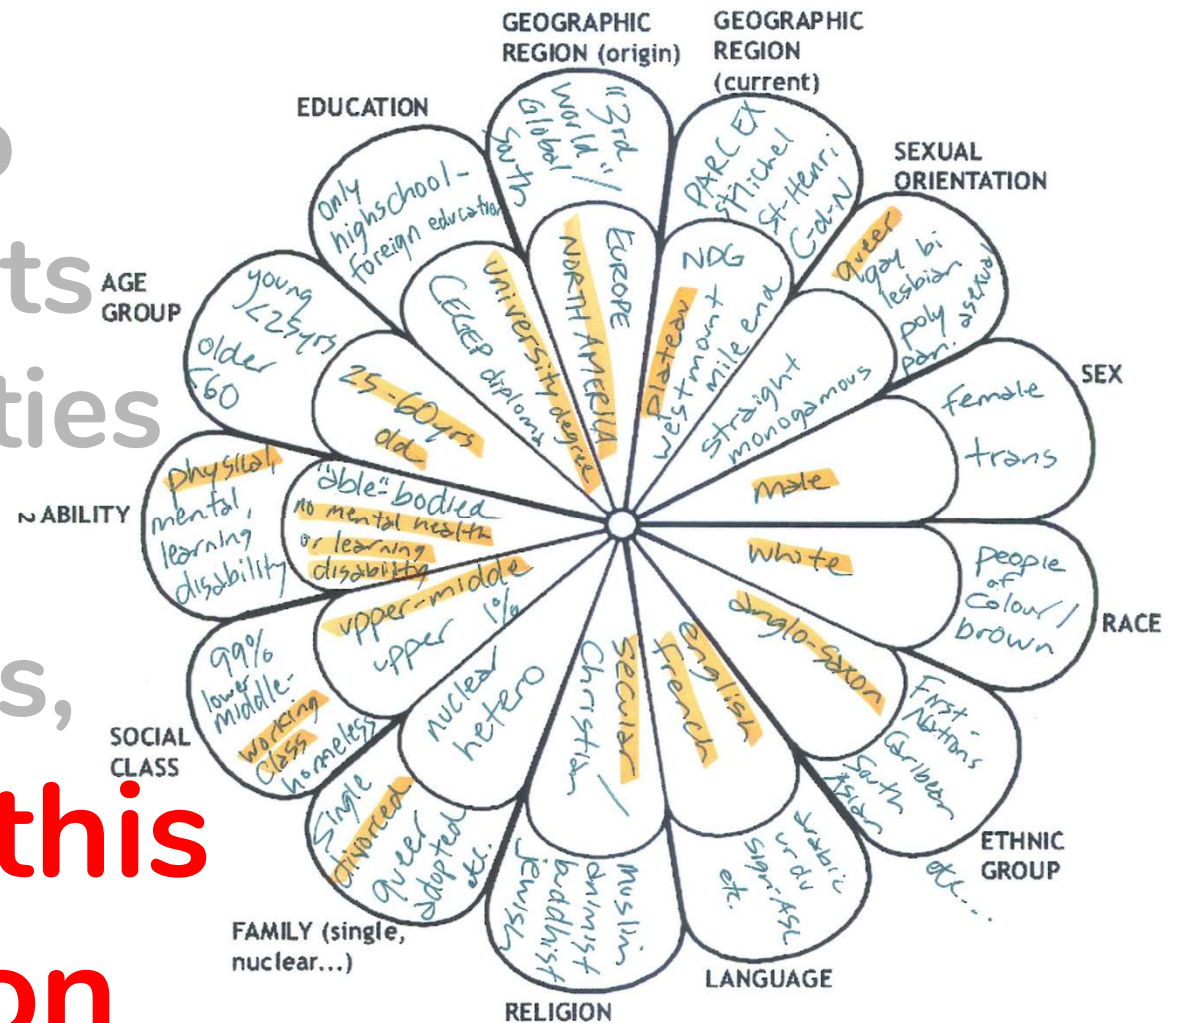 GEOGRAPHIC
REGION (origin)
"3rd
World"/
Global
South
EUROPE
NORTH AMERICA
GEOGRAPHIC
REGION
(current)
PARC EX
St Michel
St-Henri
C-d-N
NDG
plateau
westmount
mile end
SEXUAL
ORIENTATION
queer
gay bi
lesbian
poly
pan.
asexual
straight
monogamous
SEX
female
trans
male
RACE
people
of
colour/
brown
white
ETHNIC
GROUP
First
Nations
Caribbean
South
Asian
etc...
anglo-saxon
LANGUAGE
Arabic
urdu
sign-ASL
etc.
english
french
RELIGION
Muslim
animist
buddhist
jewish
secular
Christian/
FAMILY (single,
nuclear...)
Single
divorced
queer
adopted
etc.
nuclear
hetero
SOCIAL
CLASS
99%
lower
middle-
working
class
homeless
upper-middle
upper 1%
~ ABILITY
physical,
mental,
learning
disability
"able"-bodied
no mental health
or learning
disability
AGE
GROUP
young
<25yrs
older
60
25-60yrs
old
EDUCATION
only
highschool-
foreign education
CEGEP diploma
University degree
ts
ties
s,
this
on